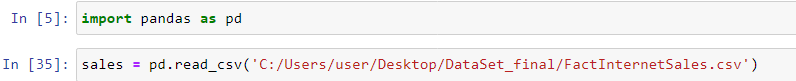 In [5]: import pandas as pd
In [35]: sales = pd.read_csv('C:/Users/user/Desktop/DataSet_final/FactInternetSales.csv')